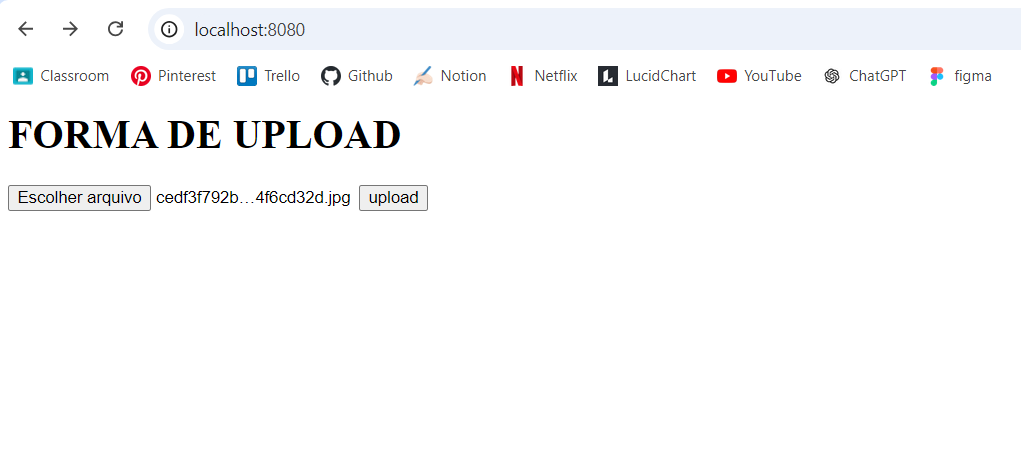 localhost:8080
Classroom Pinterest Trello Github Notion Netflix LucidChart YouTube ChatGPT figma
FORMA DE UPLOAD
Escolher arquivo cedf3f792b…4f6cd32d.jpg upload